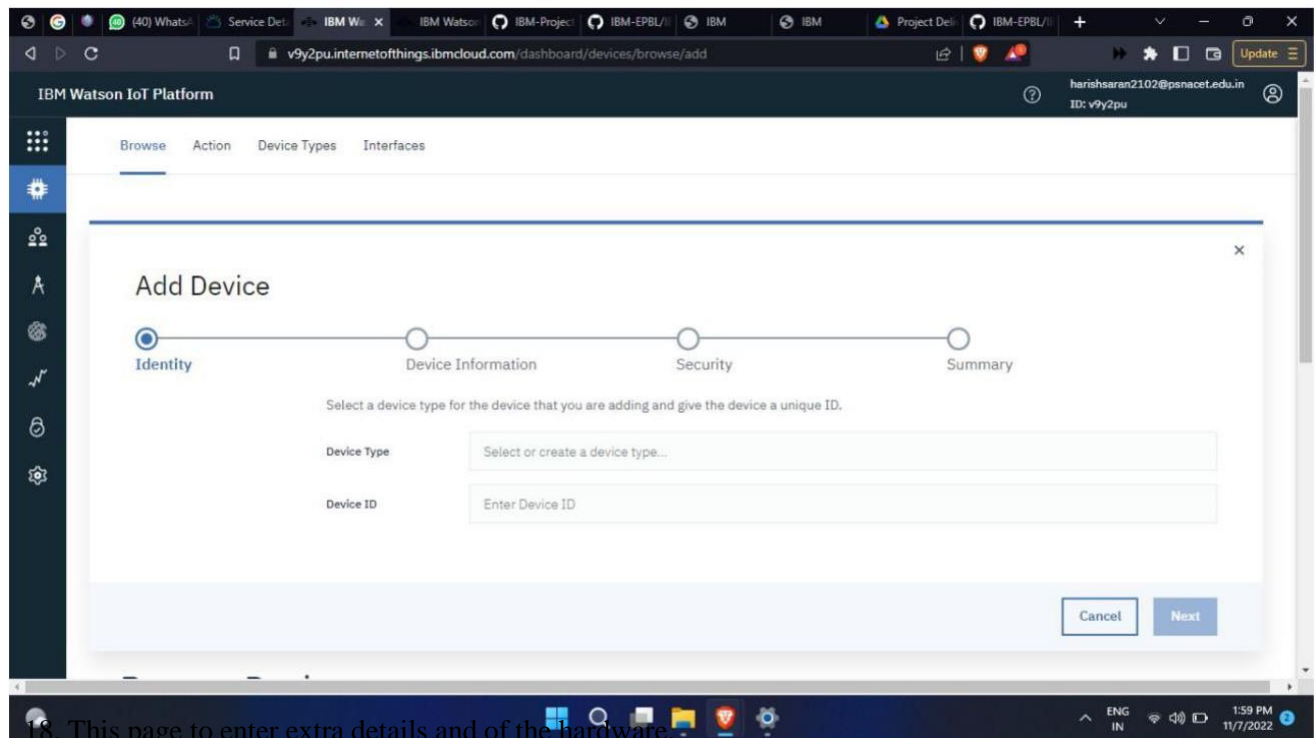 (40) WhatsA
Service Det
IBM Wa
IBM Watson
IBM-Project
IBM-EPBL/I
IBM
IBM
Project Deli
IBM-EPBL/I
v9y2pu.internetofthings.ibmcloud.com/dashboard/devices/browse/add
Update
IBM Watson IoT Platform
harishsaran2102@psnacet.edu.in
ID: v9y2pu
Browse Action Device Types Interfaces
Add Device
Identity Device Information Security Summary
Select a device type for the device that you are adding and give the device a unique ID.
Device Type Select or create a device type...
Device ID Enter Device ID
Cancel Next
18. This page to enter extra details and of the hardware.
ENG
IN
1:59 PM
11/7/2022
2